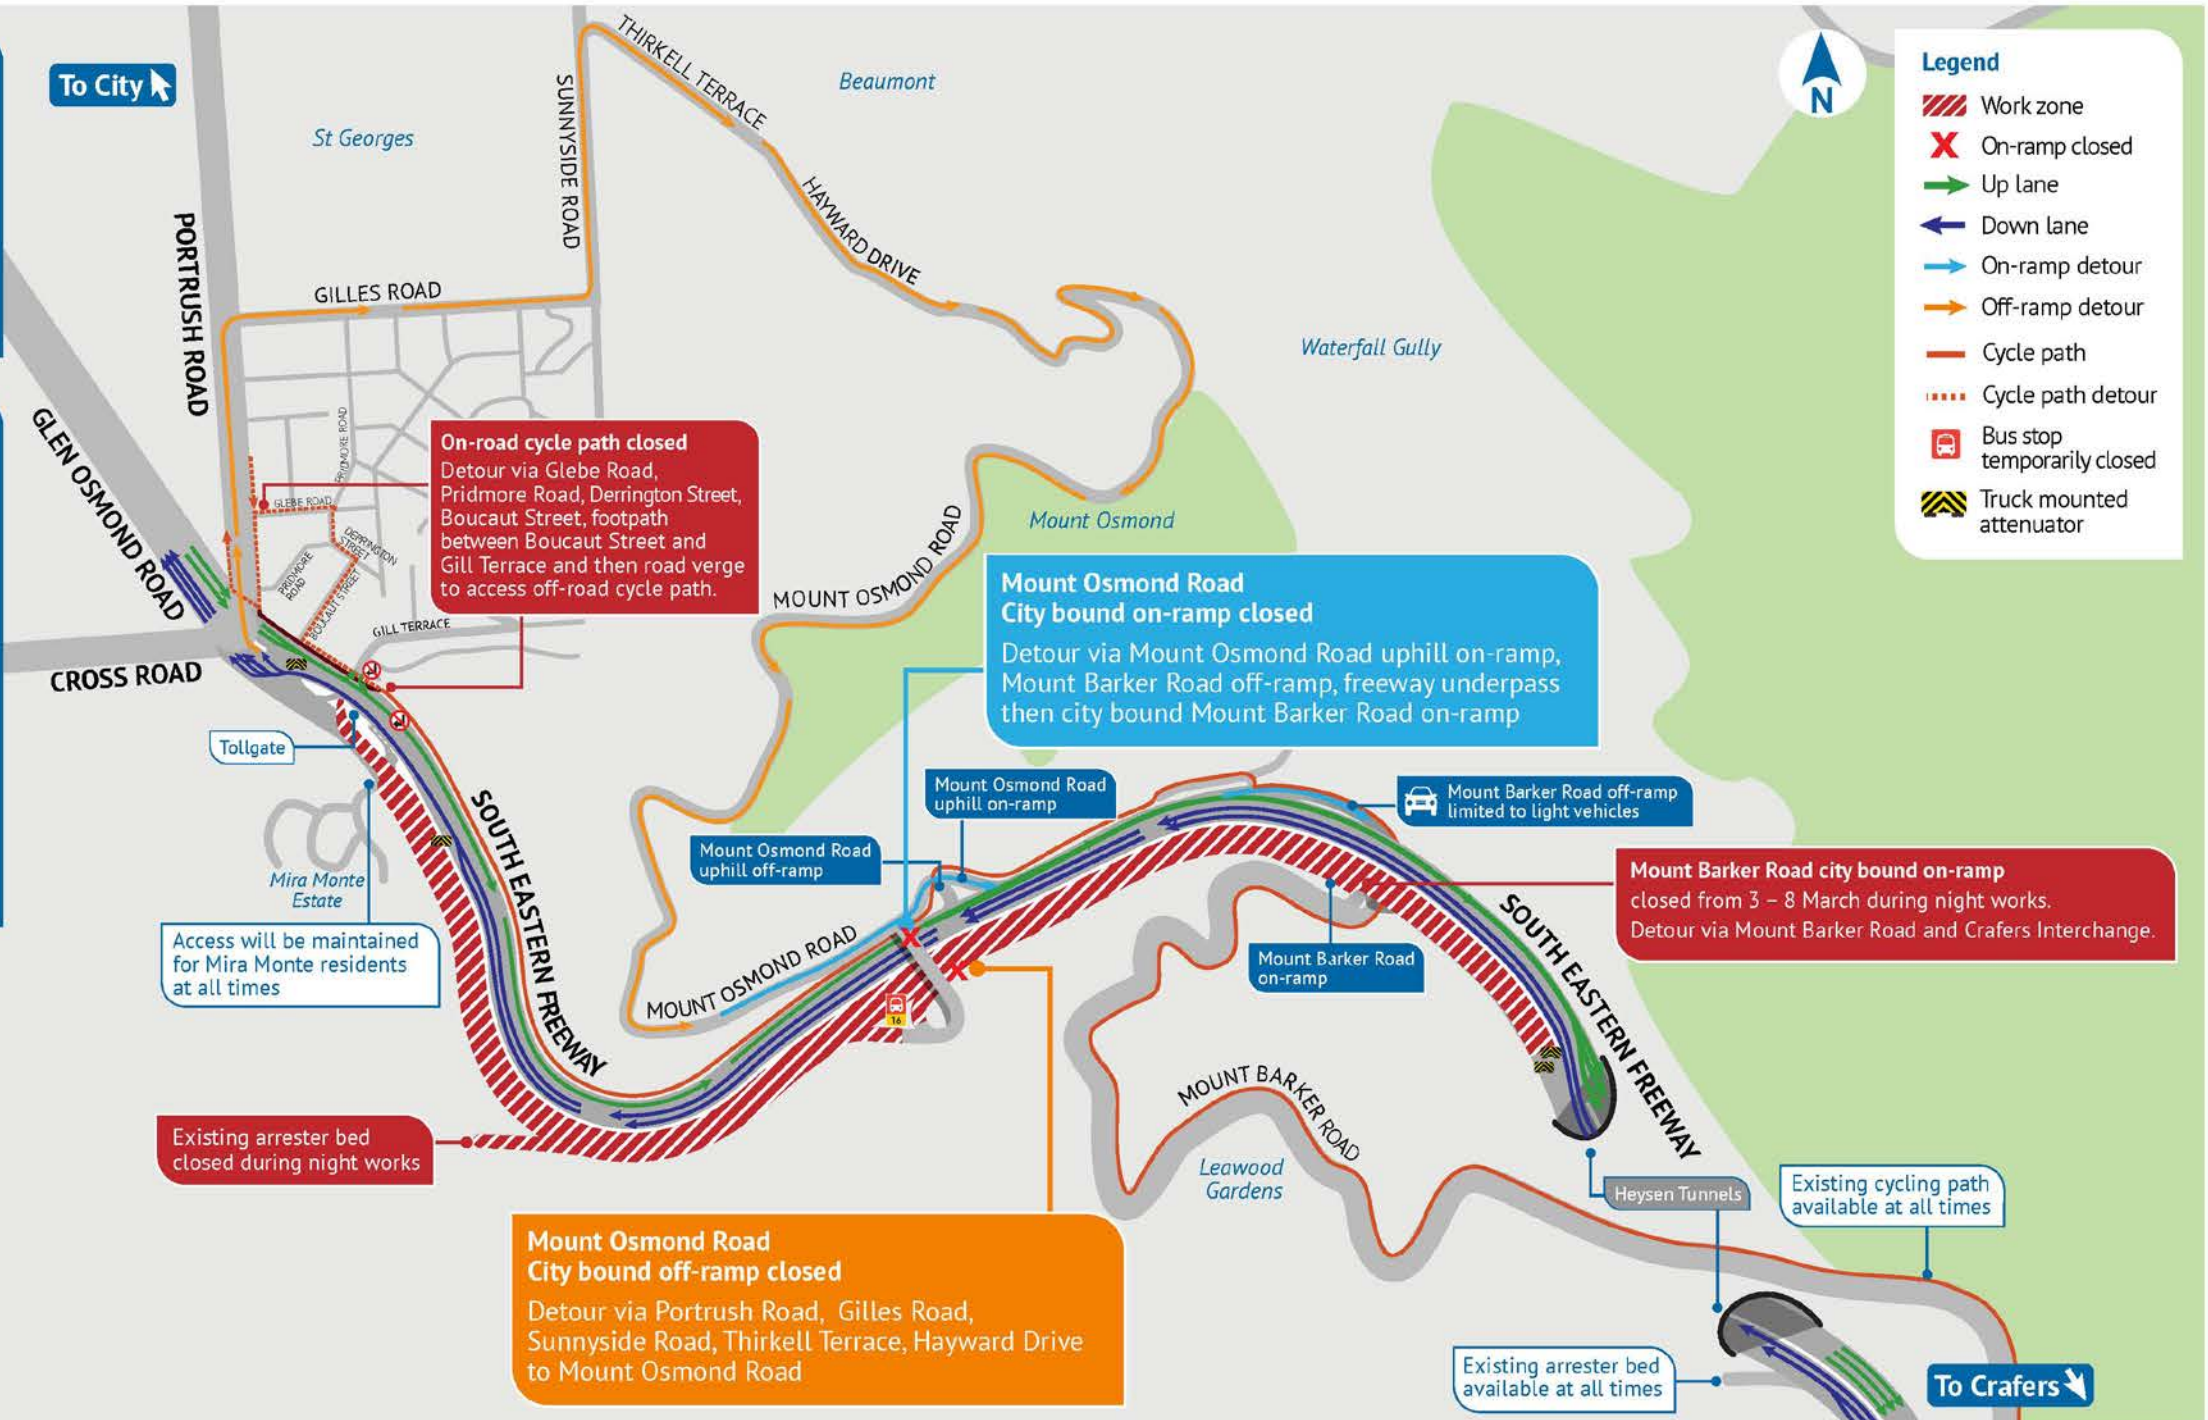 To City
St Georges
Beaumont
THIRKELL TERRACE
SUNNYSIDE ROAD
HAYWARD DRIVE
PORTRUSH ROAD
GILLES ROAD
Waterfall Gully
N
Legend
Work zone
On-ramp closed
Up lane
Down lane
On-ramp detour
Off-ramp detour
Cycle path
Cycle path detour
Bus stop
temporarily closed
Truck mounted
attenuator
GLEN OSMOND ROAD
PRIDMORE ROAD
GLEBE ROAD
DERRINGTON
STREET
PRIDMORE
ROAD
BOUCAUT STREET
GILL TERRACE
On-road cycle path closed
Detour via Glebe Road,
Pridmore Road, Derrington Street,
Boucaut Street, footpath
between Boucaut Street and
Gill Terrace and then road verge
to access off-road cycle path.
MOUNT OSMOND ROAD
Mount Osmond
Mount Osmond Road
City bound on-ramp closed
Detour via Mount Osmond Road uphill on-ramp,
Mount Barker Road off-ramp, freeway underpass
then city bound Mount Barker Road on-ramp
CROSS ROAD
Tollgate
SOUTH EASTERN FREEWAY
Mira Monte
Estate
Access will be maintained
for Mira Monte residents
at all times
Mount Osmond Road
uphill on-ramp
Mount Osmond Road
uphill off-ramp
Mount Barker Road off-ramp
limited to light vehicles
Mount Barker Road city bound on-ramp
closed from 3 – 8 March during night works.
Detour via Mount Barker Road and Crafers Interchange.
SOUTH EASTERN FREEWAY
MOUNT OSMOND ROAD
16
Mount Barker Road
on-ramp
MOUNT BARKER ROAD
Existing arrester bed
closed during night works
Leawood
Gardens
Heysen Tunnels
Existing cycling path
available at all times
Mount Osmond Road
City bound off-ramp closed
Detour via Portrush Road, Gilles Road,
Sunnyside Road, Thirkell Terrace, Hayward Drive
to Mount Osmond Road
Existing arrester bed
available at all times
To Crafers